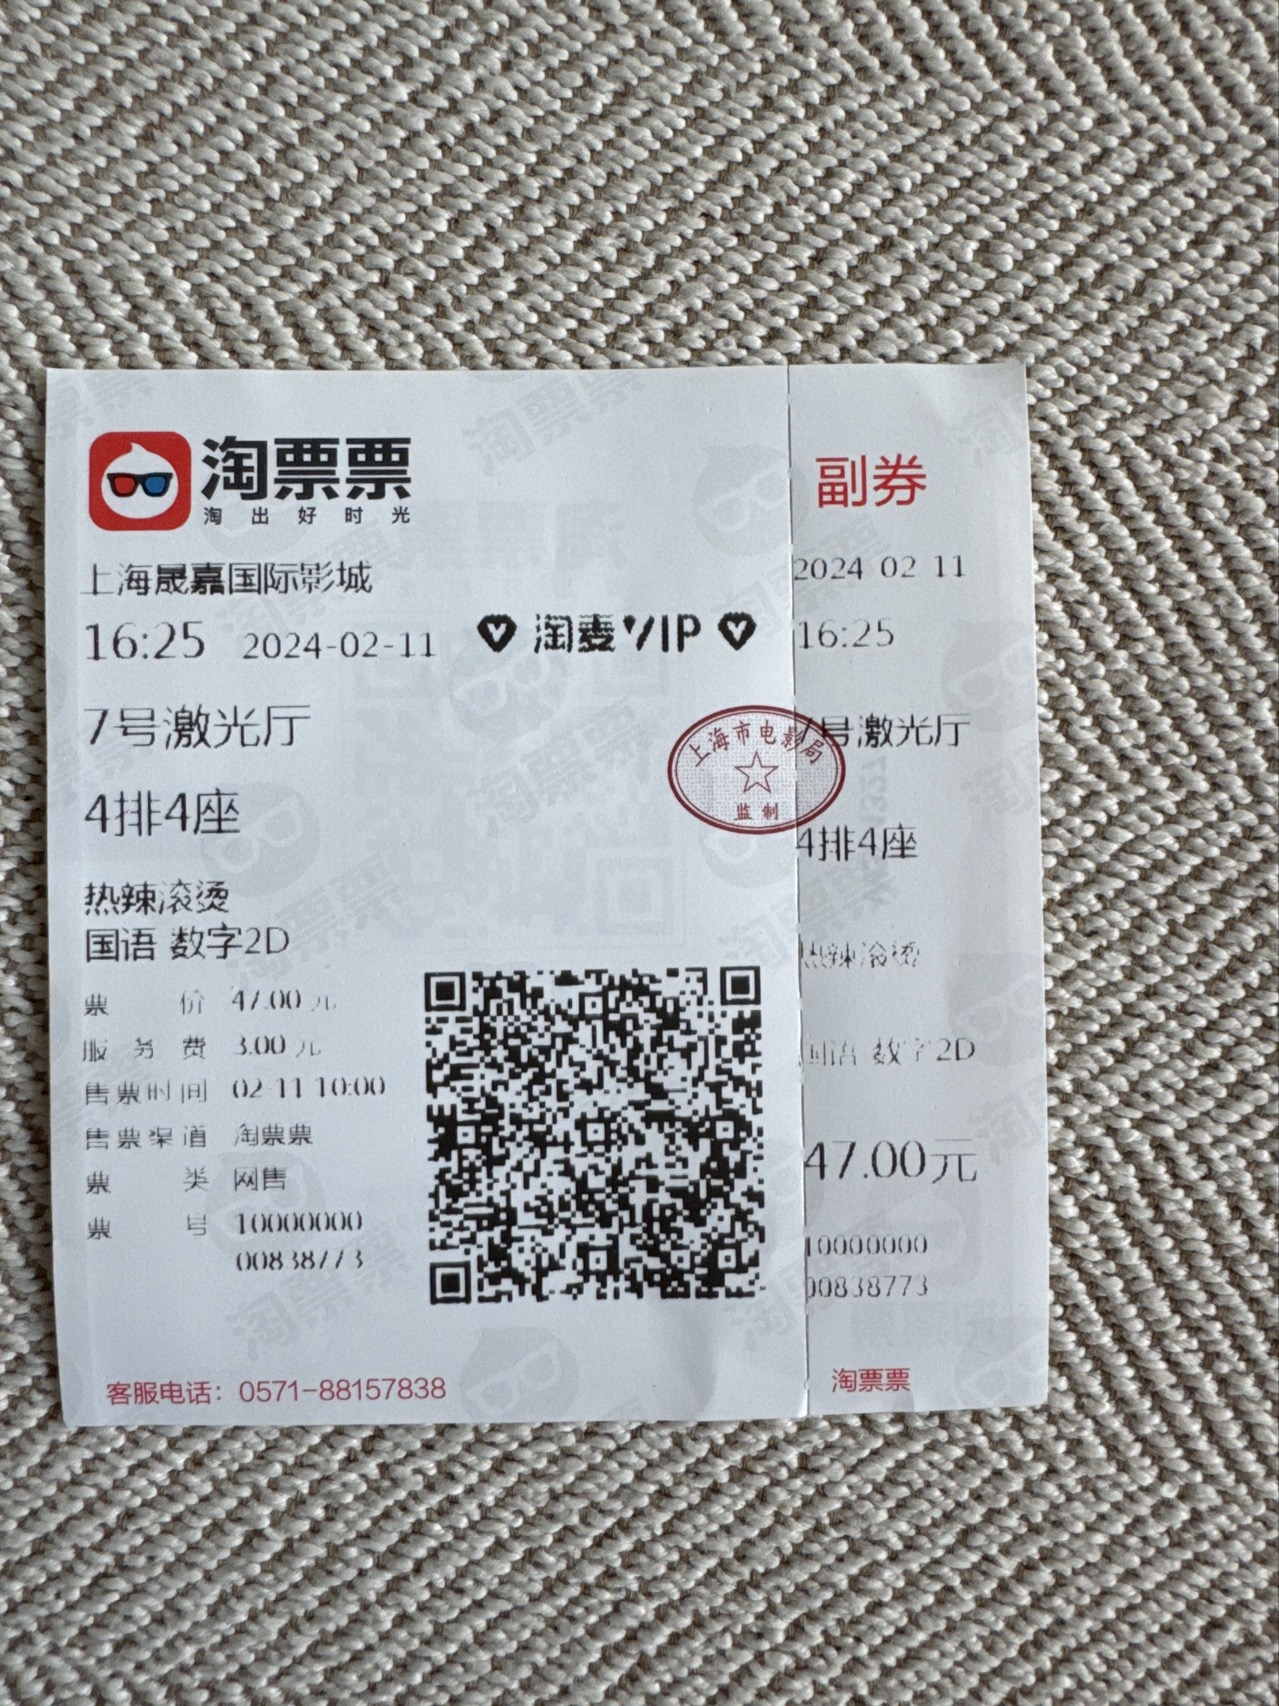 淘票票
淘出好时光
上海晟嘉国际影城
16:25 2024-02-11
淘麦VIP
7号激光厅
4排4座
热辣滚烫
国语 数字2D
票价 47.00元
服务费 3.00元
售票时间 02-11 10:00
售票渠道 淘票票
票类 网售
票号 10000000
00838773
客服电话：0571-88157838
上海市电影局
监制
副券
2024 02 11
16:25
7号激光厅
4排4座
热辣滚烫
国语 数字2D
47.00元
10000000
00838773
淘票票